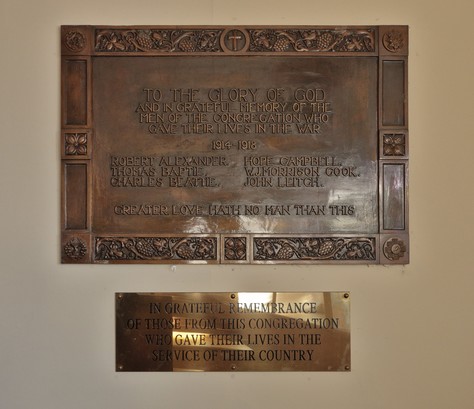 TO THE GLORY OF GOD
AND IN GRATEFUL MEMORY OF THE
MEN OF THE CONGREGATION WHO
GAVE THEIR LIVES IN THE WAR
1914-1918
ROBERT ALEXANDER. HOPE CAMPBELL.
THOMAS BAPTIE. W.J. MORRISON COOK.
CHARLES BEATTIE. JOHN LEITCH.
GREATER LOVE HATH NO MAN THAN THIS
IN GRATEFUL REMEMBRANCE
OF THOSE FROM THIS CONGREGATION
WHO GAVE THEIR LIVES IN THE
SERVICE OF THEIR COUNTRY